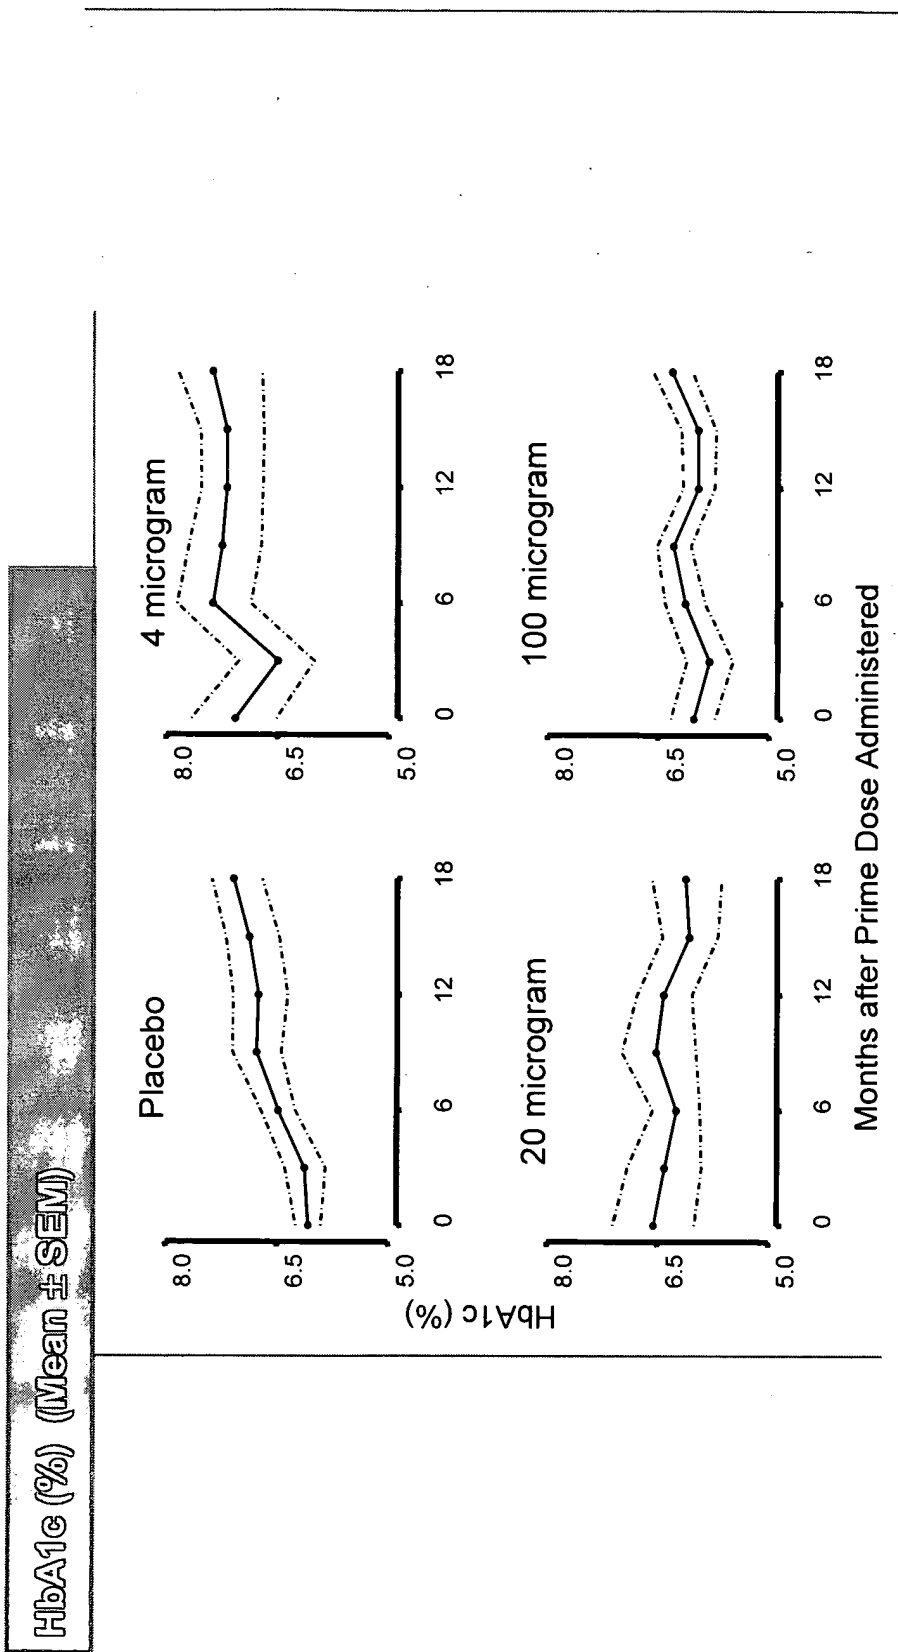 HbA1c (%) (Mean ± SEM)
Placebo
8.0
6.5
5.0
0 6 12 18
4 microgram
8.0
6.5
5.0
0 6 12 18
HbA1c (%)
20 microgram
8.0
6.5
5.0
0 6 12 18
100 microgram
8.0
6.5
5.0
0 6 12 18
Months after Prime Dose Administered